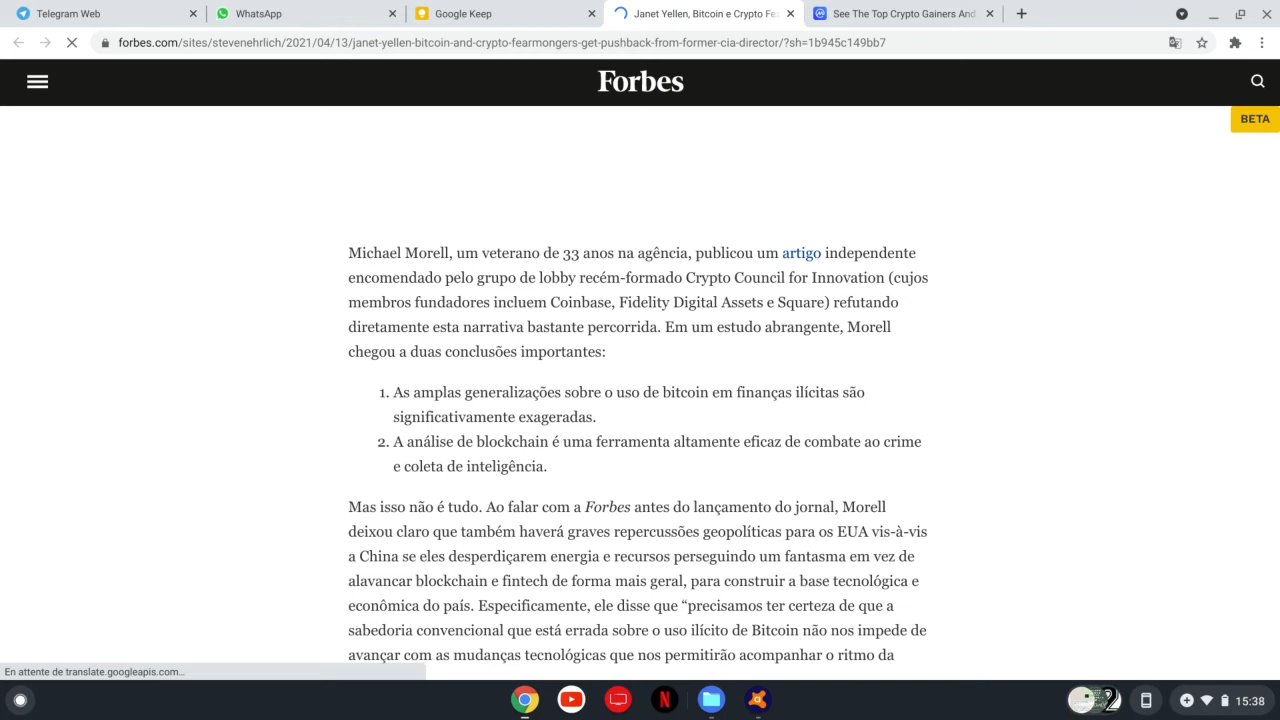 Telegram Web
WhatsApp
Google Keep
Janet Yellen, Bitcoin e Crypto Fea
See The Top Crypto Gainers And
forbes.com/sites/stevenehrlich/2021/04/13/janet-yellen-bitcoin-and-crypto-fearmongers-get-pushback-from-former-cia-director/?sh=1b945c149bb7
Forbes
BETA
Michael Morell, um veterano de 33 anos na agência, publicou um artigo independente
encomendado pelo grupo de lobby recém-formado Crypto Council for Innovation (cujos
membros fundadores incluem Coinbase, Fidelity Digital Assets e Square) refutando
diretamente esta narrativa bastante percorrida. Em um estudo abrangente, Morell
chegou a duas conclusões importantes:
1. As amplas generalizações sobre o uso de bitcoin em finanças ilícitas são
significativamente exageradas.
2. A análise de blockchain é uma ferramenta altamente eficaz de combate ao crime
e coleta de inteligência.
Mas isso não é tudo. Ao falar com a Forbes antes do lançamento do jornal, Morell
deixou claro que também haverá graves repercussões geopolíticas para os EUA vis-à-vis
a China se eles desperdiçarem energia e recursos perseguindo um fantasma em vez de
alavancar blockchain e fintech de forma mais geral, para construir a base tecnológica e
econômica do país. Especificamente, ele disse que “precisamos ter certeza de que a
sabedoria convencional que está errada sobre o uso ilícito de Bitcoin não nos impede de
avançar com as mudanças tecnológicas que nos permitirão acompanhar o ritmo da
En attente de translate.googleapis.com…
2
15:38